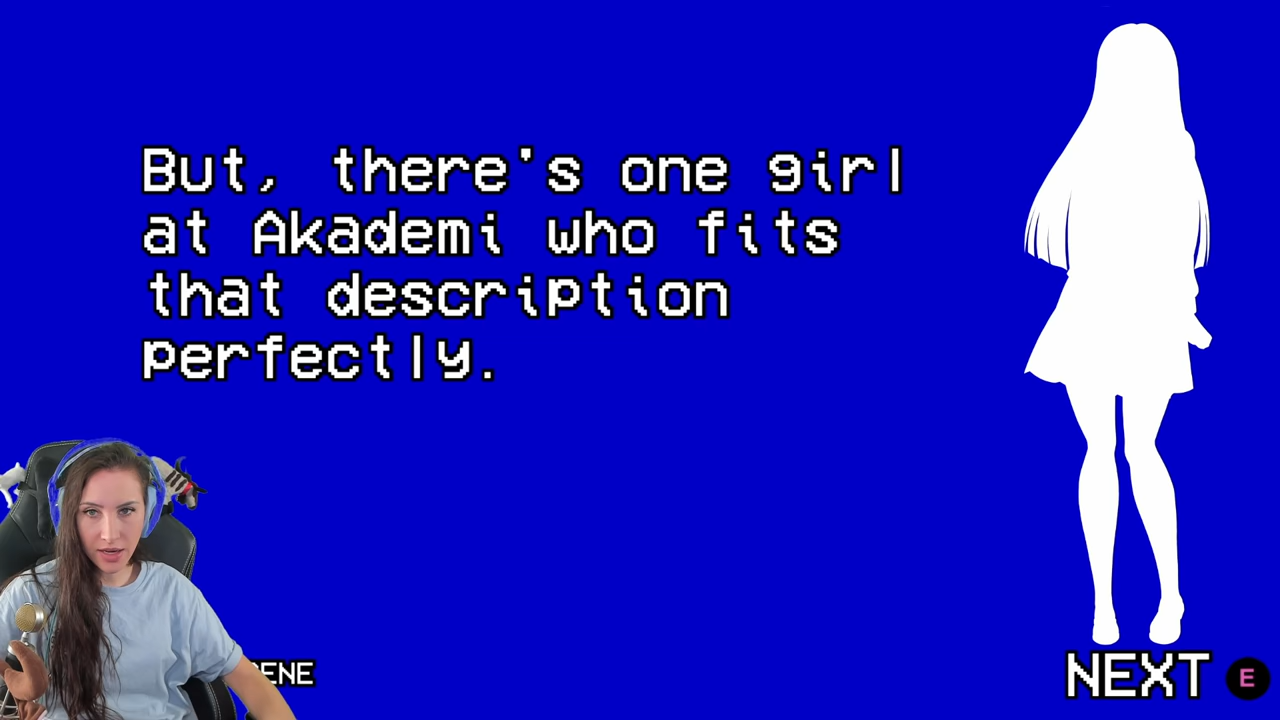 But, there's one girl
at Akademi who fits
that description
perfectly.
NEXT E